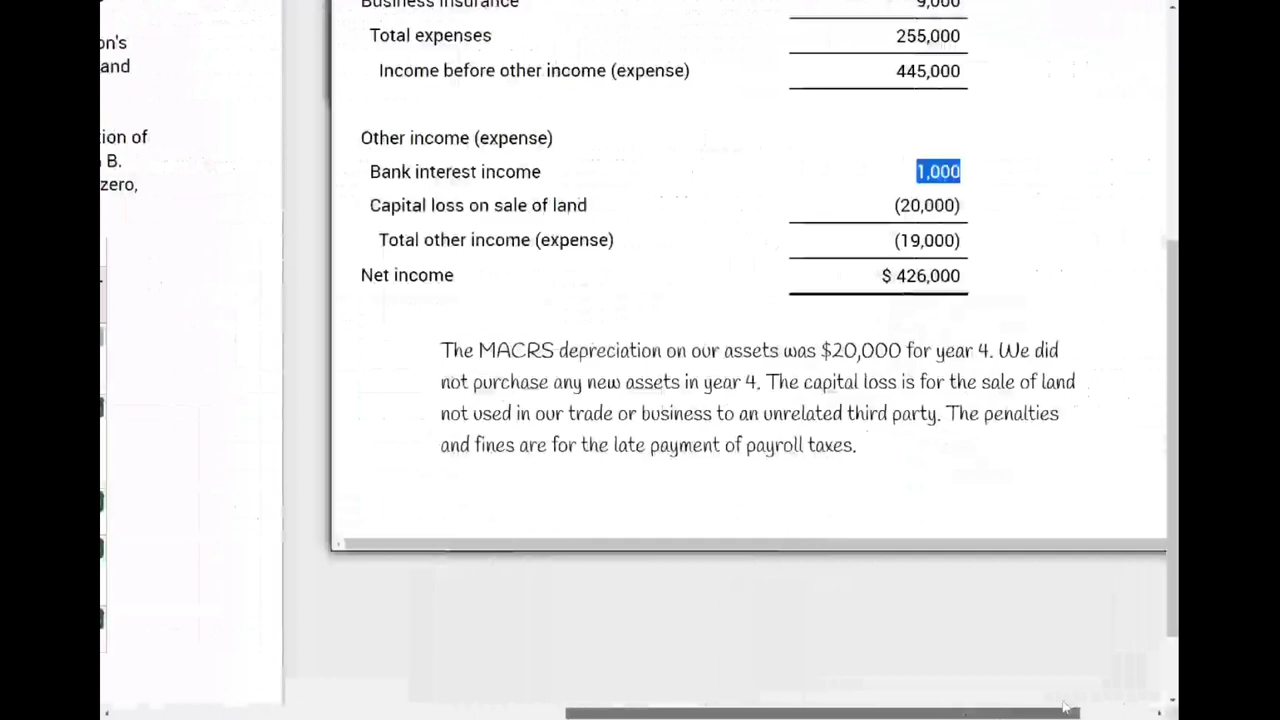 on's
and
ion of
B.
zero,
Business insurance 9,000
Total expenses 255,000
Income before other income (expense) 445,000
Other income (expense)
Bank interest income 1,000
Capital loss on sale of land (20,000)
Total other income (expense) (19,000)
Net income $ 426,000
The MACRS depreciation on our assets was $20,000 for year 4. We did
not purchase any new assets in year 4. The capital loss is for the sale of land
not used in our trade or business to an unrelated third party. The penalties
and fines are for the late payment of payroll taxes.